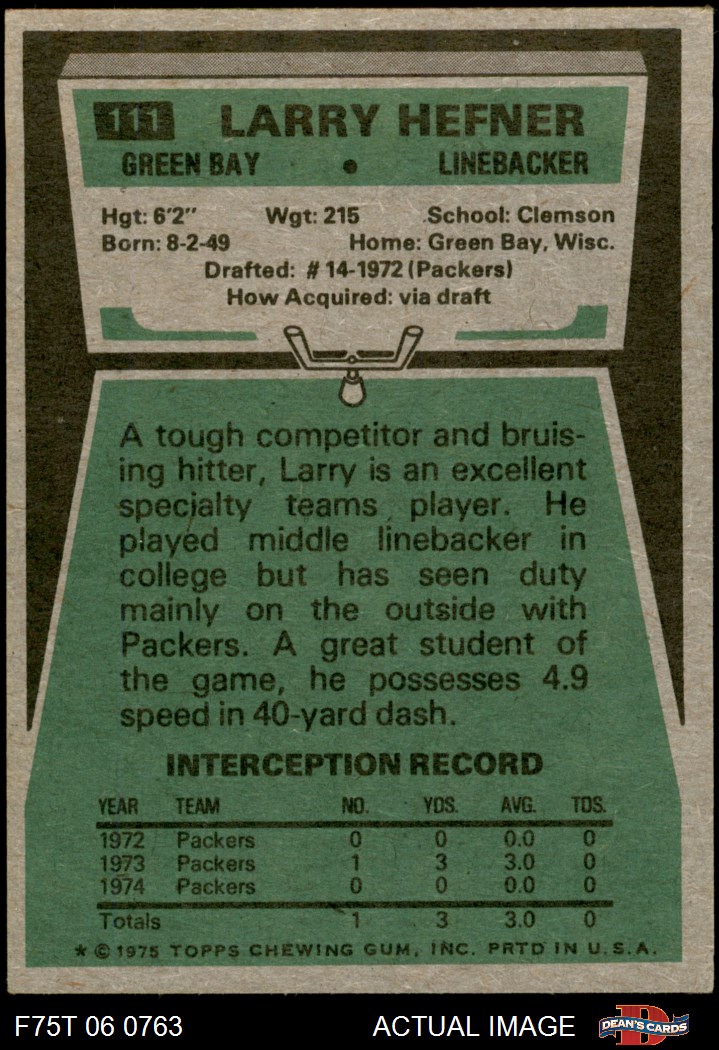 111 LARRY HEFNER
GREEN BAY • LINEBACKER
Hgt: 6'2" Wgt: 215 School: Clemson
Born: 8-2-49 Home: Green Bay, Wisc.
Drafted: #14-1972 (Packers)
How Acquired: via draft
A tough competitor and bruis-
ing hitter, Larry is an excellent
specialty teams player. He
played middle linebacker in
college but has seen duty
mainly on the outside with
Packers. A great student of
the game, he possesses 4.9
speed in 40-yard dash.
INTERCEPTION RECORD
YEAR TEAM NO. YDS. AVG. TDS.
1972 Packers 0 0 0.0 0
1973 Packers 1 3 3.0 0
1974 Packers 0 0 0.0 0
Totals 1 3 3.0 0
* © 1975 TOPPS CHEWING GUM, INC. PRTD IN U.S.A.
F75T 06 0763 ACTUAL IMAGE DEAN'S CARDS